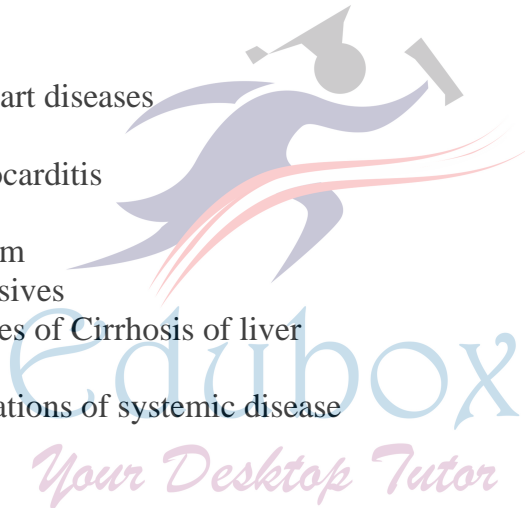 art diseases
ocarditis
m
sives
es of Cirrhosis of liver
ations of systemic disease
Edubox
Your Desktop Tutor